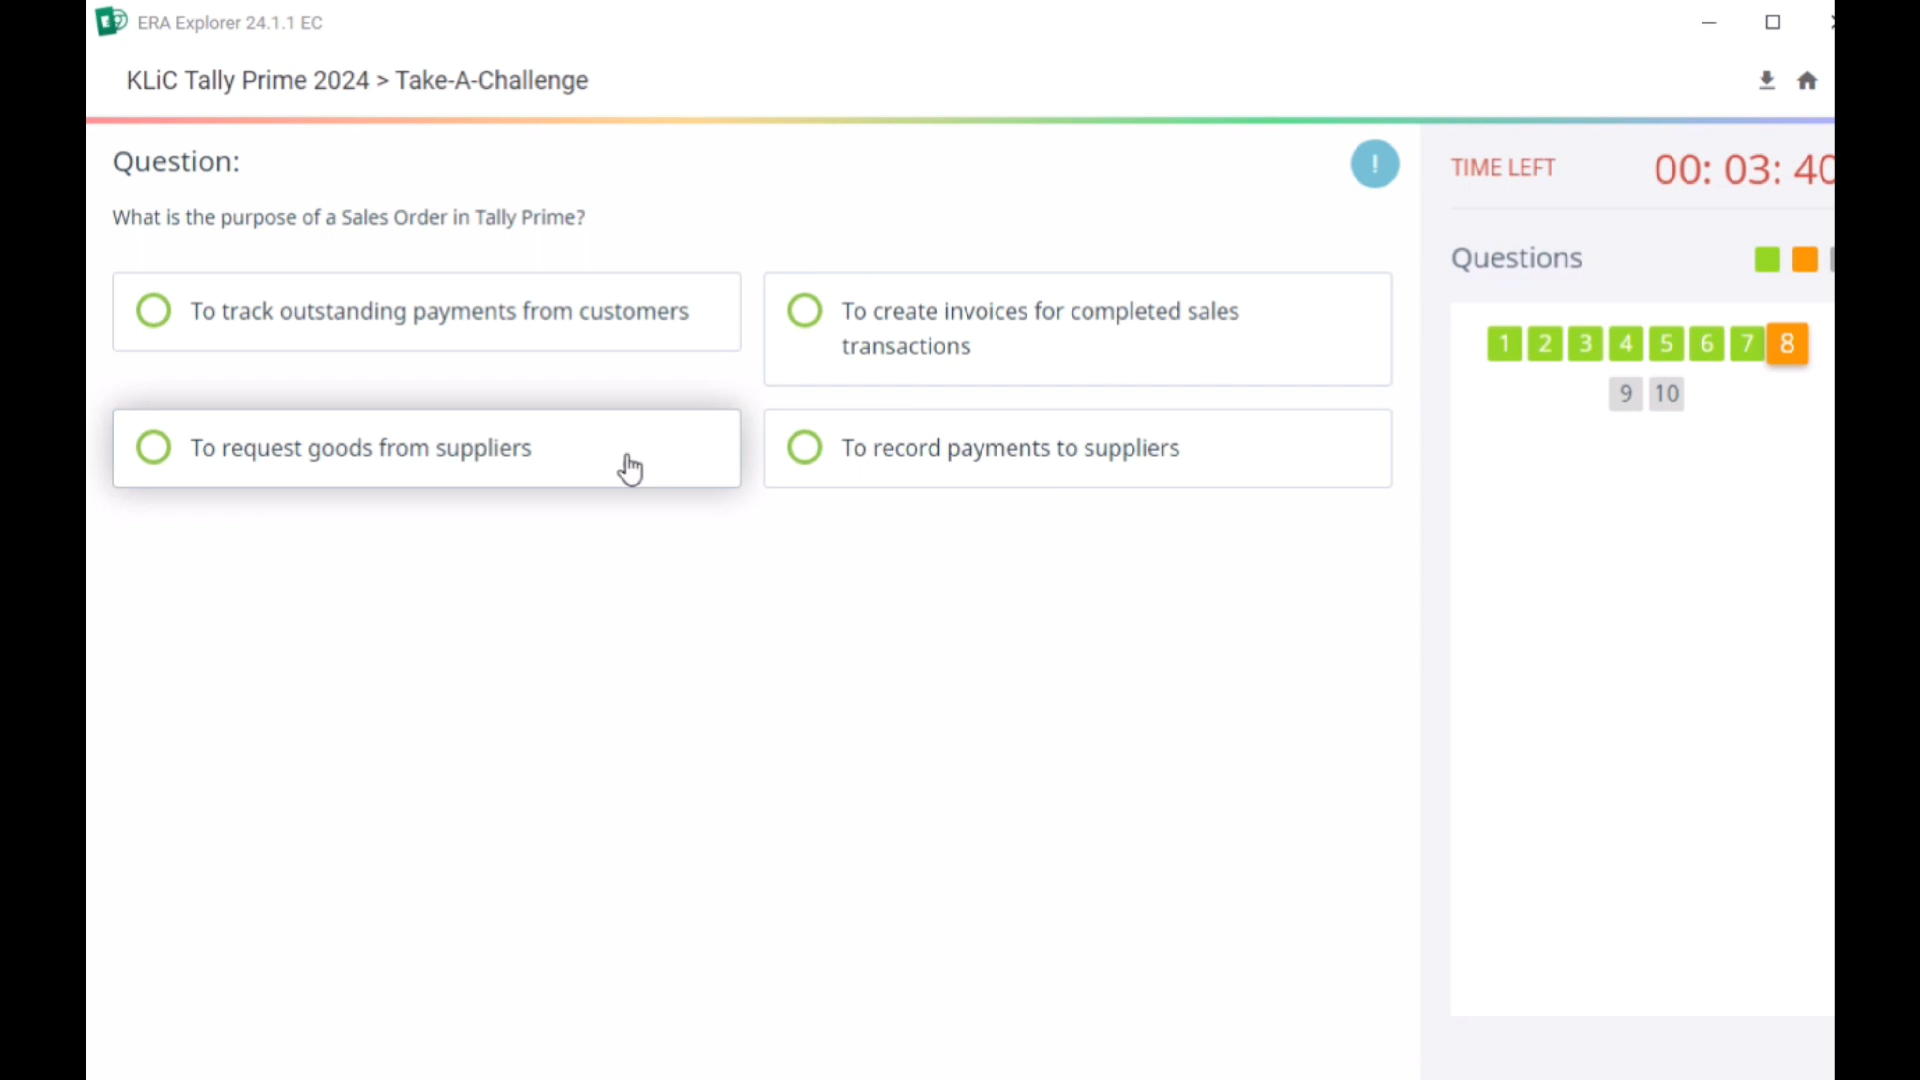 ERA Explorer 24.1.1 EC
KLiC Tally Prime 2024 > Take-A-Challenge
Question:
!
What is the purpose of a Sales Order in Tally Prime?
To track outstanding payments from customers
To create invoices for completed sales
transactions
To request goods from suppliers
To record payments to suppliers
TIME LEFT
00: 03: 40
Questions
1 2 3 4 5 6 7 8
9 10